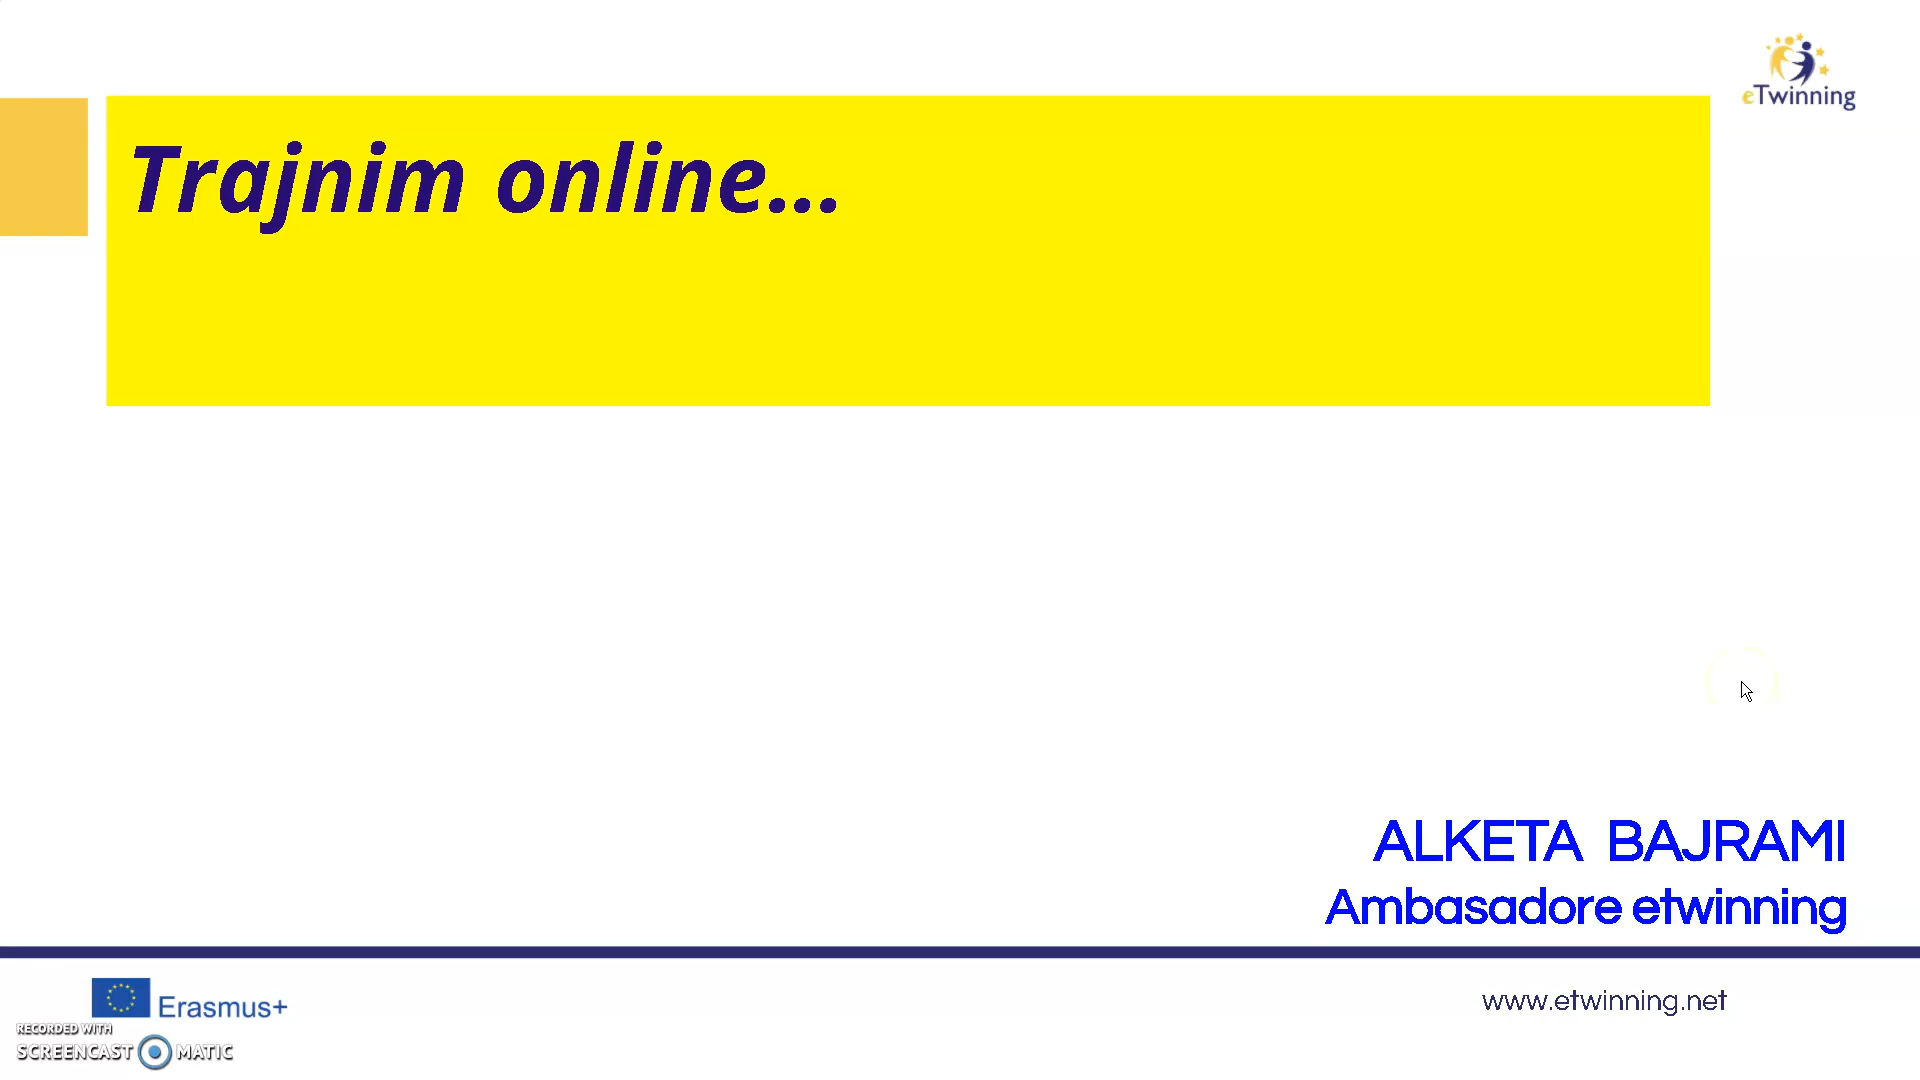 eTwinning
Trajnim online...
ALKETA BAJRAMI
Ambasadore etwinning
Erasmus+
www.etwinning.net
RECORDED WITH
SCREENCAST MATIC